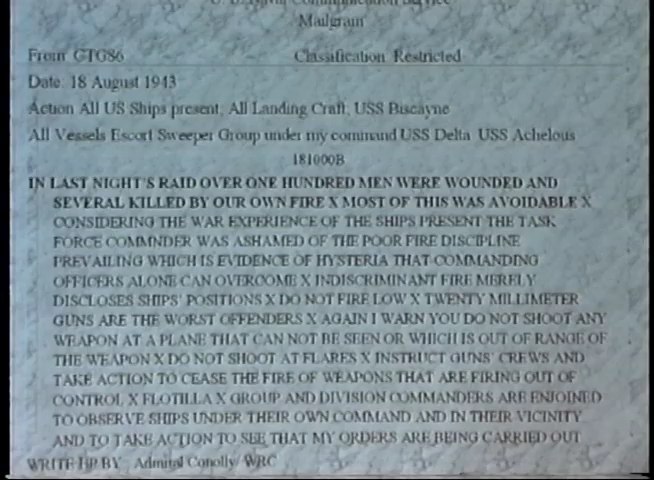 U. S. Naval Communication Service
Mailgram
From: CTG86 Classification: Restricted
Date: 18 August 1943
Action All US Ships present, All Landing Craft, USS Biscayne
All Vessels Escort Sweeper Group under my command USS Delta USS Achelous
181000B
IN LAST NIGHT'S RAID OVER ONE HUNDRED MEN WERE WOUNDED AND
SEVERAL KILLED BY OUR OWN FIRE X MOST OF THIS WAS AVOIDABLE X
CONSIDERING THE WAR EXPERIENCE OF THE SHIPS PRESENT THE TASK
FORCE COMMNDER WAS ASHAMED OF THE POOR FIRE DISCIPLINE
PREVAILING WHICH IS EVIDENCE OF HYSTERIA THAT COMMANDING
OFFICERS ALONE CAN OVERCOME X INDISCRIMINANT FIRE MERELY
DISCLOSES SHIPS' POSITIONS X DO NOT FIRE LOW X TWENTY MILLIMETER
GUNS ARE THE WORST OFFENDERS X AGAIN I WARN YOU DO NOT SHOOT ANY
WEAPON AT A PLANE THAT CAN NOT BE SEEN OR WHICH IS OUT OF RANGE OF
THE WEAPON X DO NOT SHOOT AT FLARES X INSTRUCT GUNS' CREWS AND
TAKE ACTION TO CEASE THE FIRE OF WEAPONS THAT ARE FIRING OUT OF
CONTROL X FLOTILLA X GROUP AND DIVISION COMMANDERS ARE ENJOINED
TO OBSERVE SHIPS UNDER THEIR OWN COMMAND AND IN THEIR VICINITY
AND TO TAKE ACTION TO SEE THAT MY ORDERS ARE BEING CARRIED OUT
WRITE UP BY: Admiral Conolly/WRC